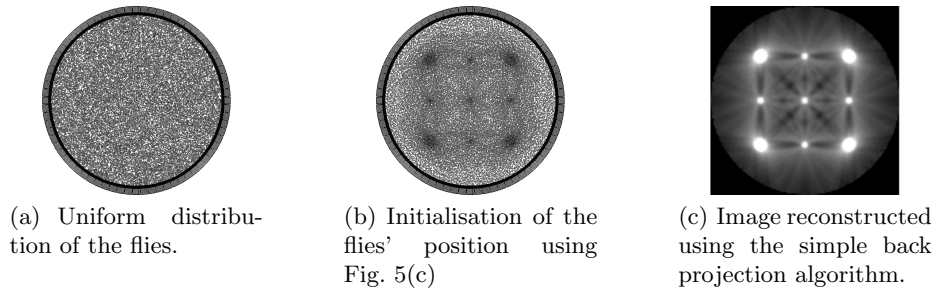 (a) Uniform distribu-
tion of the flies.
(b) Initialisation of the
flies' position using
Fig. 5(c)
(c) Image reconstructed
using the simple back
projection algorithm.